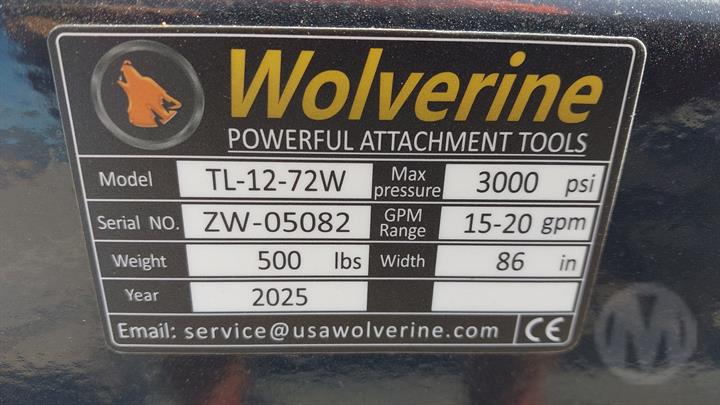 Wolverine
POWERFUL ATTACHMENT TOOLS
Model TL-12-72W Max pressure 3000 psi
Serial NO. ZW-05082 GPM Range 15-20 gpm
Weight 500 lbs Width 86 in
Year 2025
Email: service@usawolverine.com CE
M